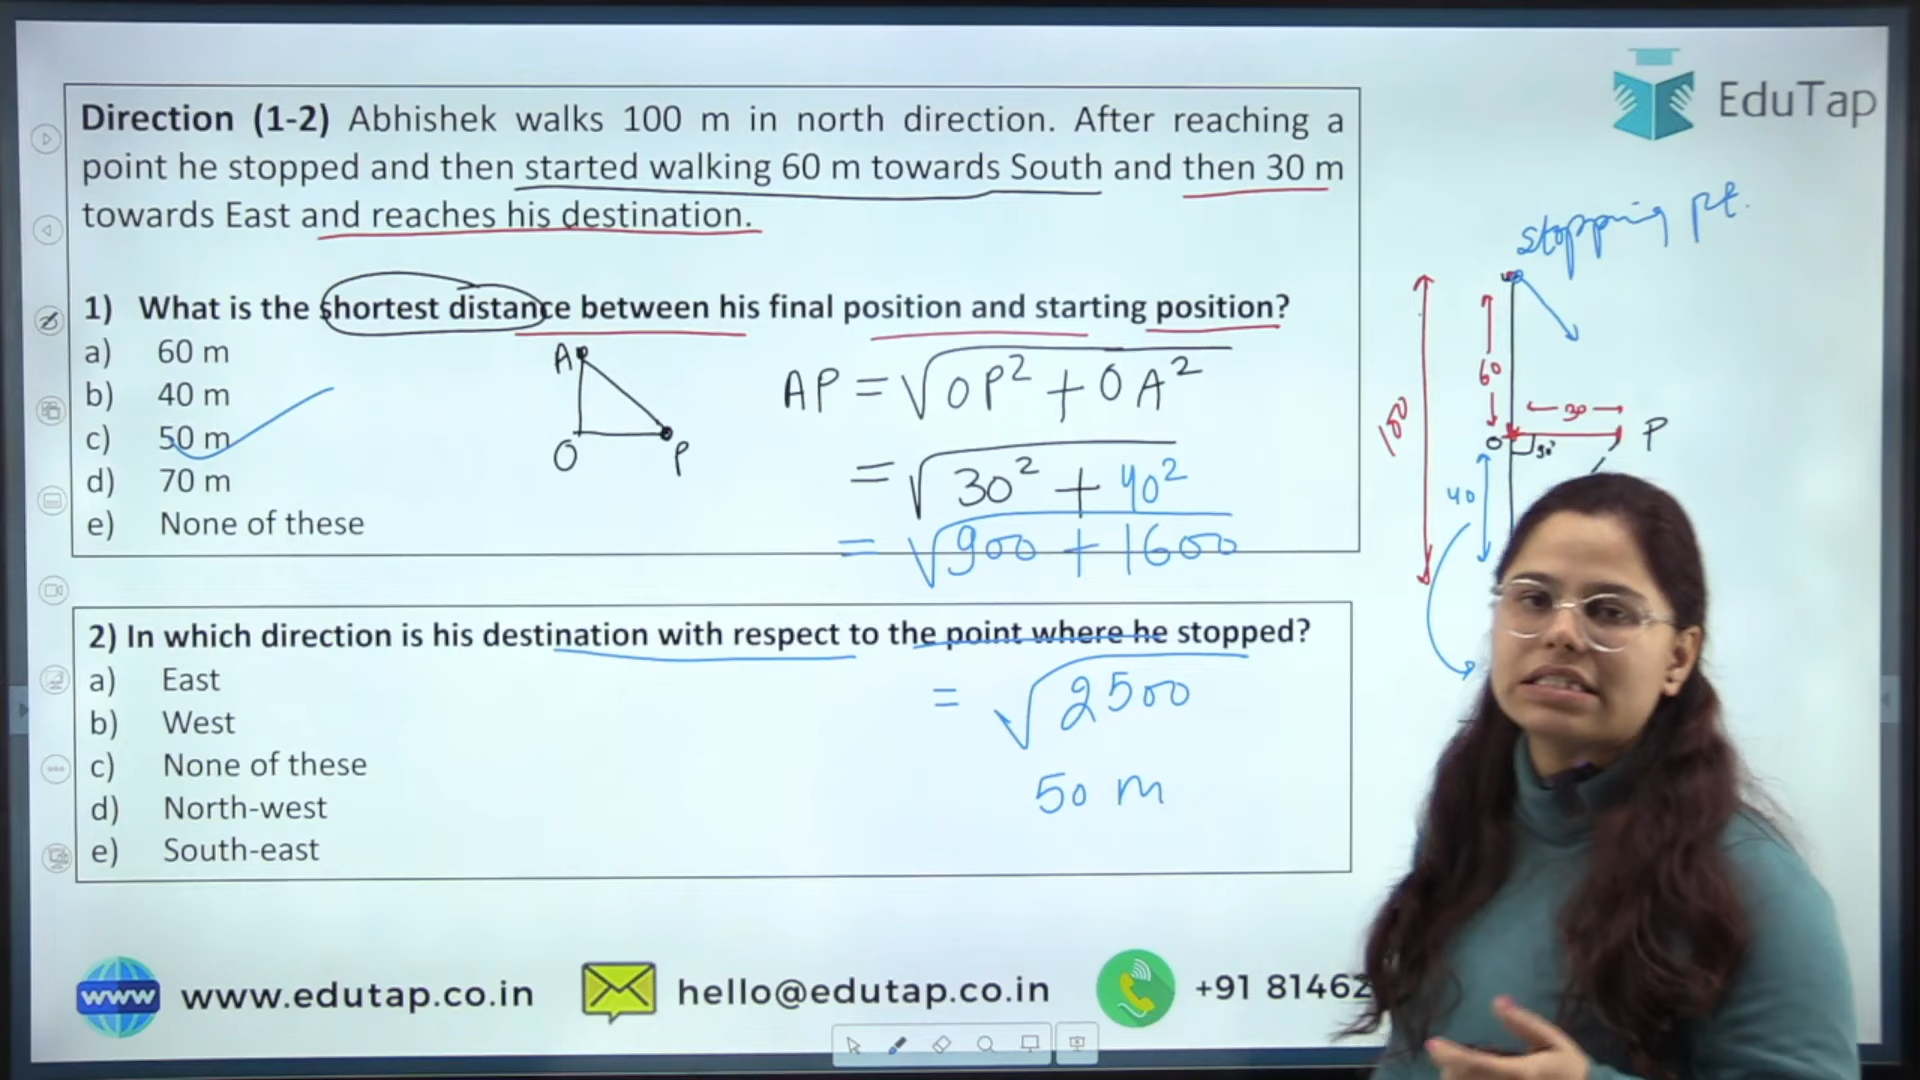 EduTap
Direction (1-2) Abhishek walks 100 m in north direction. After reaching a
point he stopped and then started walking 60 m towards South and then 30 m
towards East and reaches his destination.
stopping pt.
1) What is the shortest distance between his final position and starting position?
a) 60 m
b) 40 m
c) 50 m
d) 70 m
e) None of these
A
O P
AP = √OP² + OA²
= √30² + 40²
= √900 + 1600
= √2500
50 m
100
60
30
O 90° P
40
2) In which direction is his destination with respect to the point where he stopped?
a) East
b) West
c) None of these
d) North-west
e) South-east
www www.edutap.co.in hello@edutap.co.in +91 81462